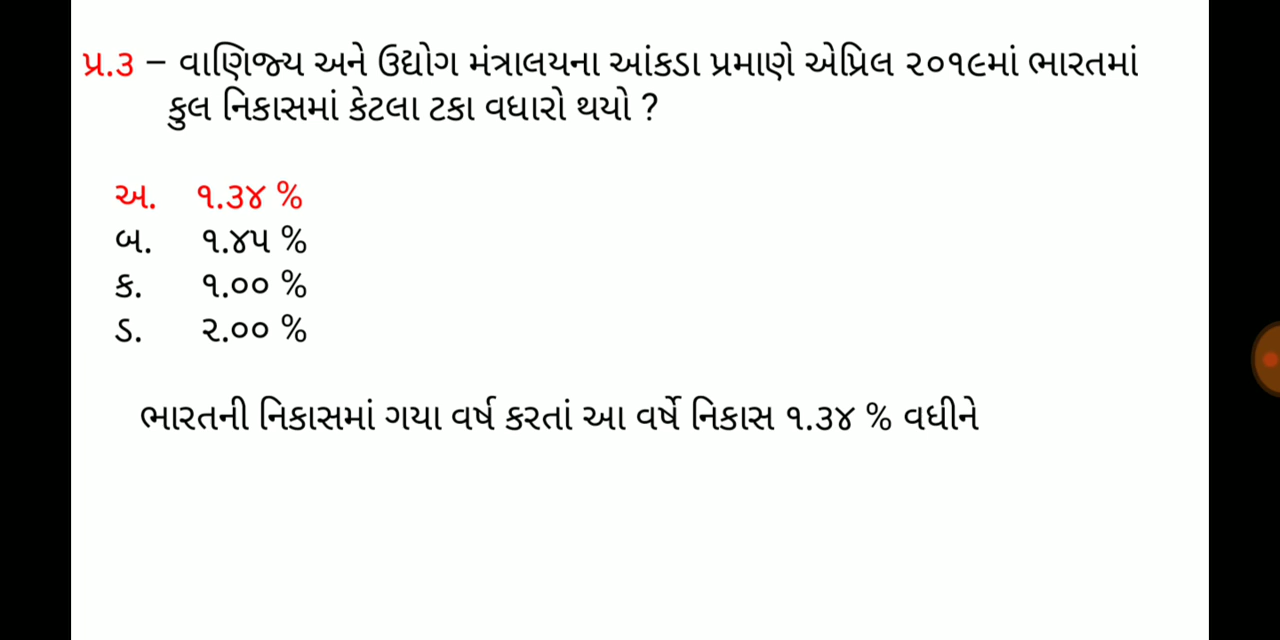 પ્ર.૩ – વાણિજ્ય અને ઉદ્યોગ મંત્રાલયના આંકડા પ્રમાણે એપ્રિલ ૨૦૧૯માં ભારતમાં
કુલ નિકાસમાં કેટલા ટકા વધારો થયો ?
અ. ૧.૩૪ %
બ. ૧.૪૫ %
ક. ૧.૦૦ %
ડ. ૨.૦૦ %
ભારતની નિકાસમાં ગયા વર્ષ કરતાં આ વર્ષે નિકાસ ૧.૩૪ % વધીને